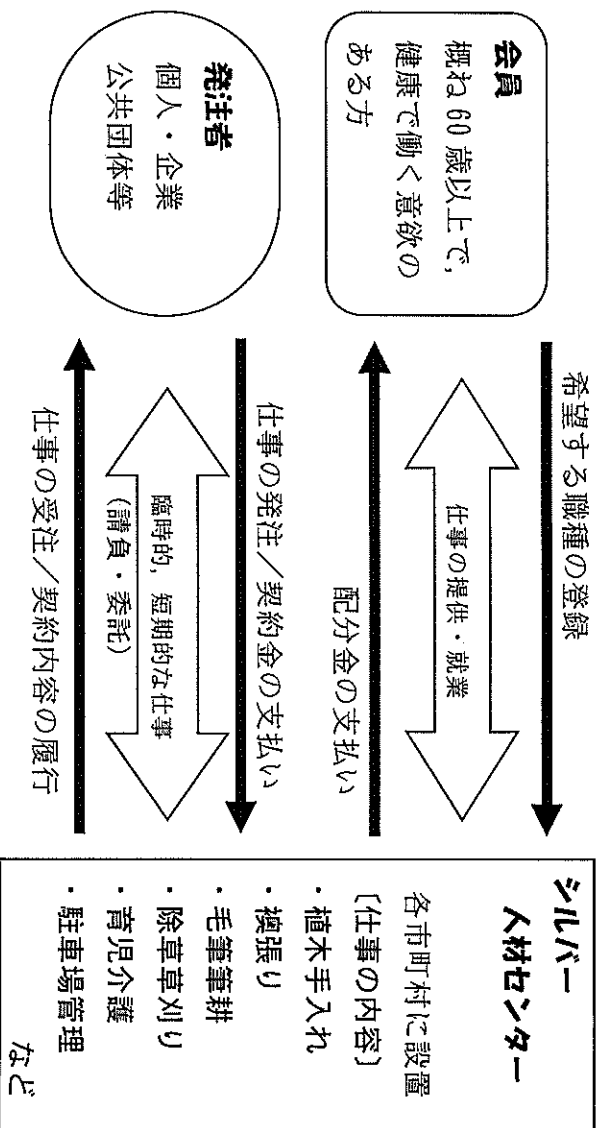 会員
概ね60歳以上で，
健康で働く意欲の
ある方
希望する職種の登録
仕事の提供・就業
配分金の支払い
発注者
個人・企業
公共団体等
仕事の発注／契約金の支払い
臨時的，短期的な仕事
（請負・委託）
仕事の受注／契約内容の履行
シルバー
人材センター
各市町村に設置
〔仕事の内容〕
・植木手入れ
・襖張り
・毛筆筆耕
・除草草刈り
・育児介護
・駐車場管理
など